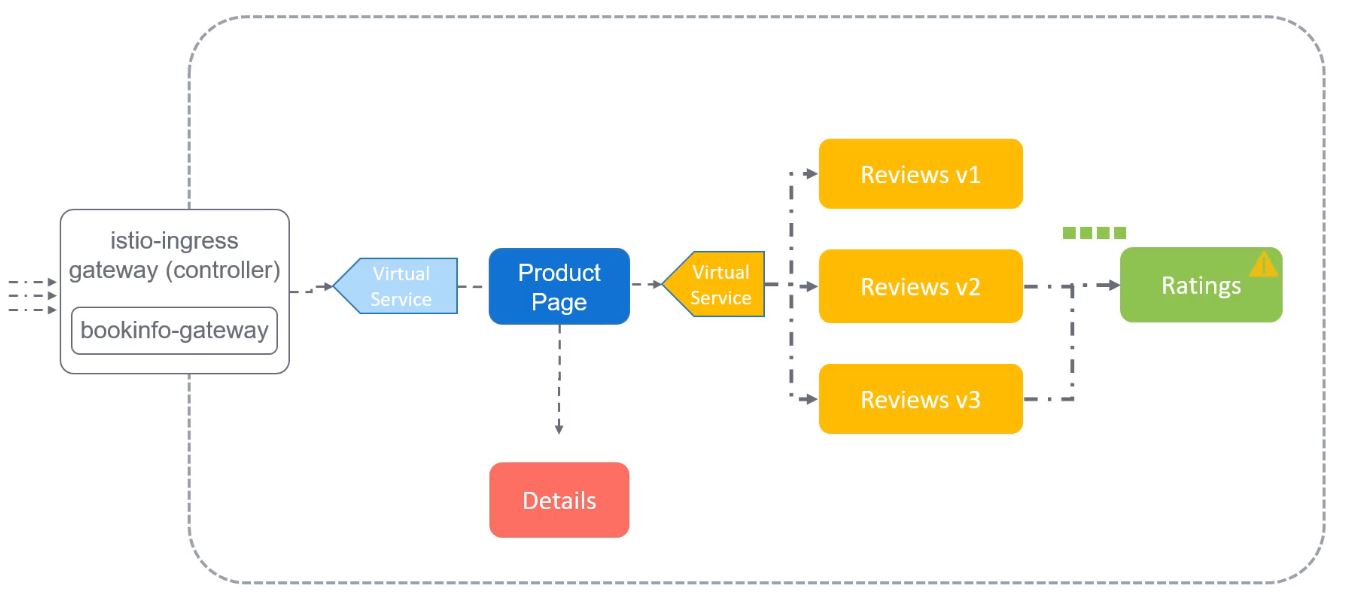 istio-ingress
gateway (controller)
bookinfo-gateway
Virtual
Service
Product
Page
Virtual
Service
Reviews v1
Reviews v2
Reviews v3
Ratings
Details